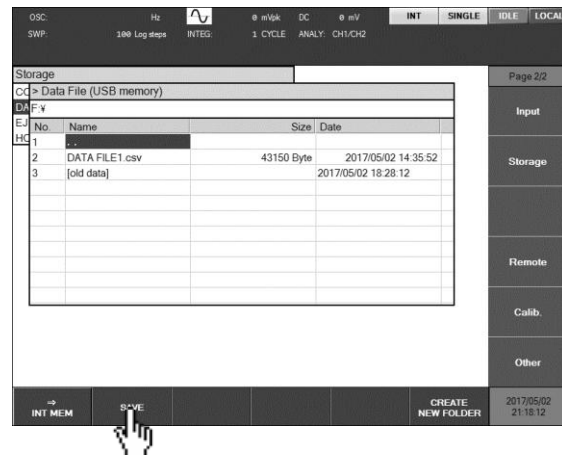 OSC: Hz 0 mVpk DC 0 mV INT SINGLE IDLE LOCAL
SWP: 100 Log steps INTEG: 1 CYCLE ANALY: CH1/CH2
Storage
Page 2/2
> Data File (USB memory)
DA F:¥
Input
EJ No. Name Size Date
1 . .
2 DATA FILE1.csv 43150 Byte 2017/05/02 14:35:52
Storage
3 [old data] 2017/05/02 18:28:12
Remote
Calib.
Other
⇒
INT MEM
SAVE
CREATE
NEW FOLDER
2017/05/02
21:18:12